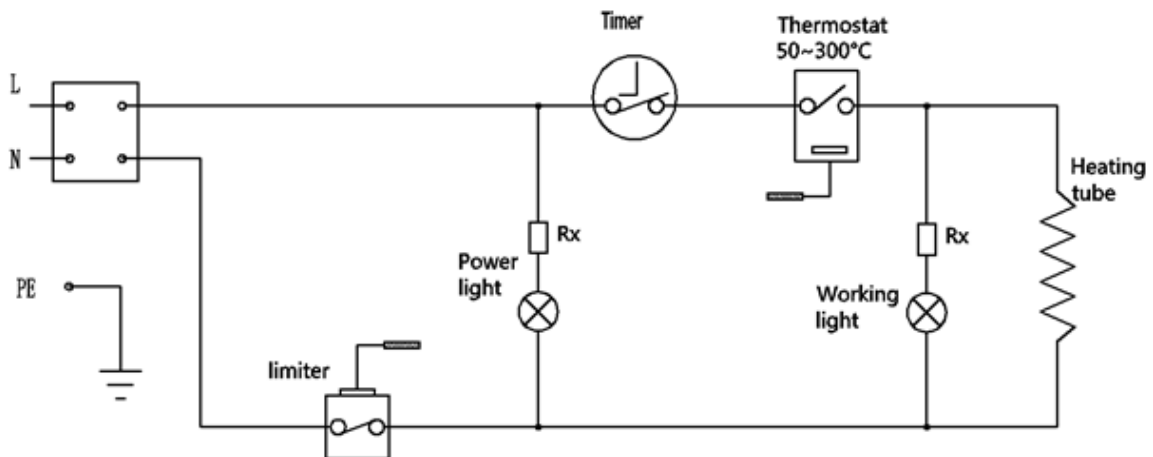 Timer
Thermostat
50~300°C
L
N
Heating
tube
Rx
Rx
Power
light
Working
light
PE
limiter